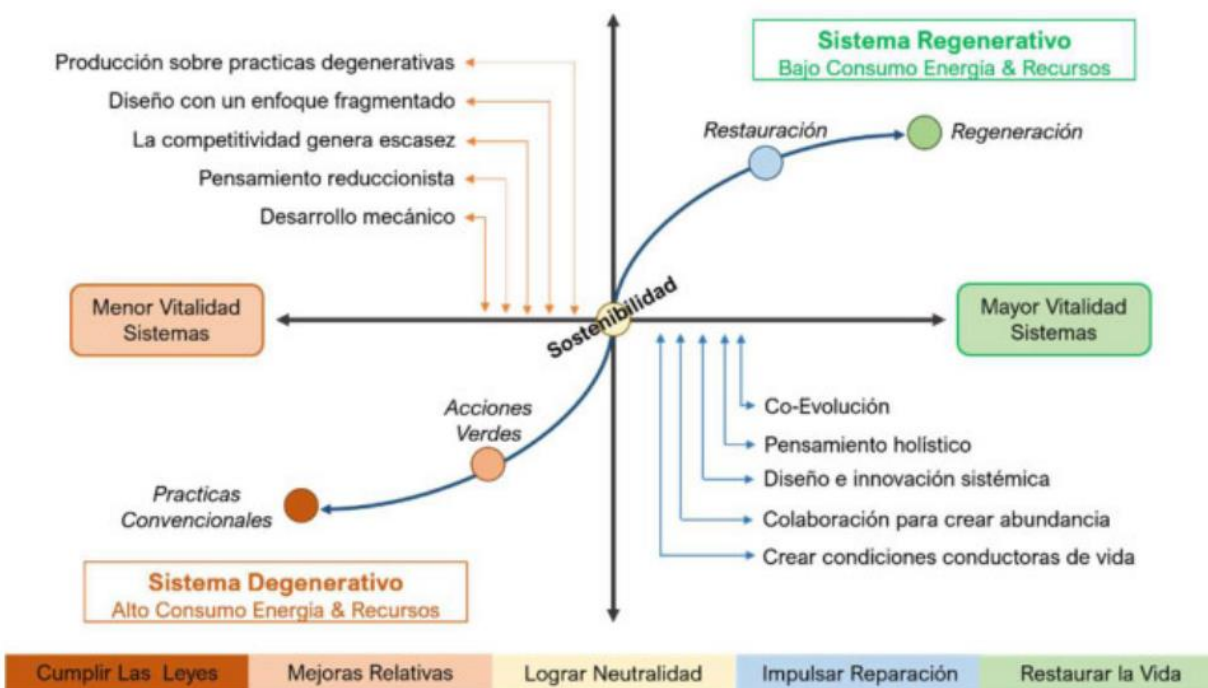 Sistema Regenerativo
Bajo Consumo Energía & Recursos
Producción sobre practicas degenerativas
Diseño con un enfoque fragmentado
La competitividad genera escasez
Pensamiento reduccionista
Desarrollo mecánico
Restauración
Regeneración
Menor Vitalidad
Sistemas
Sostenibilidad
Mayor Vitalidad
Sistemas
Acciones
Verdes
Practicas
Convencionales
Co-Evolución
Pensamiento holístico
Diseño e innovación sistémica
Colaboración para crear abundancia
Crear condiciones conductoras de vida
Sistema Degenerativo
Alto Consumo Energia & Recursos
Cumplir Las Leyes
Mejoras Relativas
Lograr Neutralidad
Impulsar Reparación
Restaurar la Vida